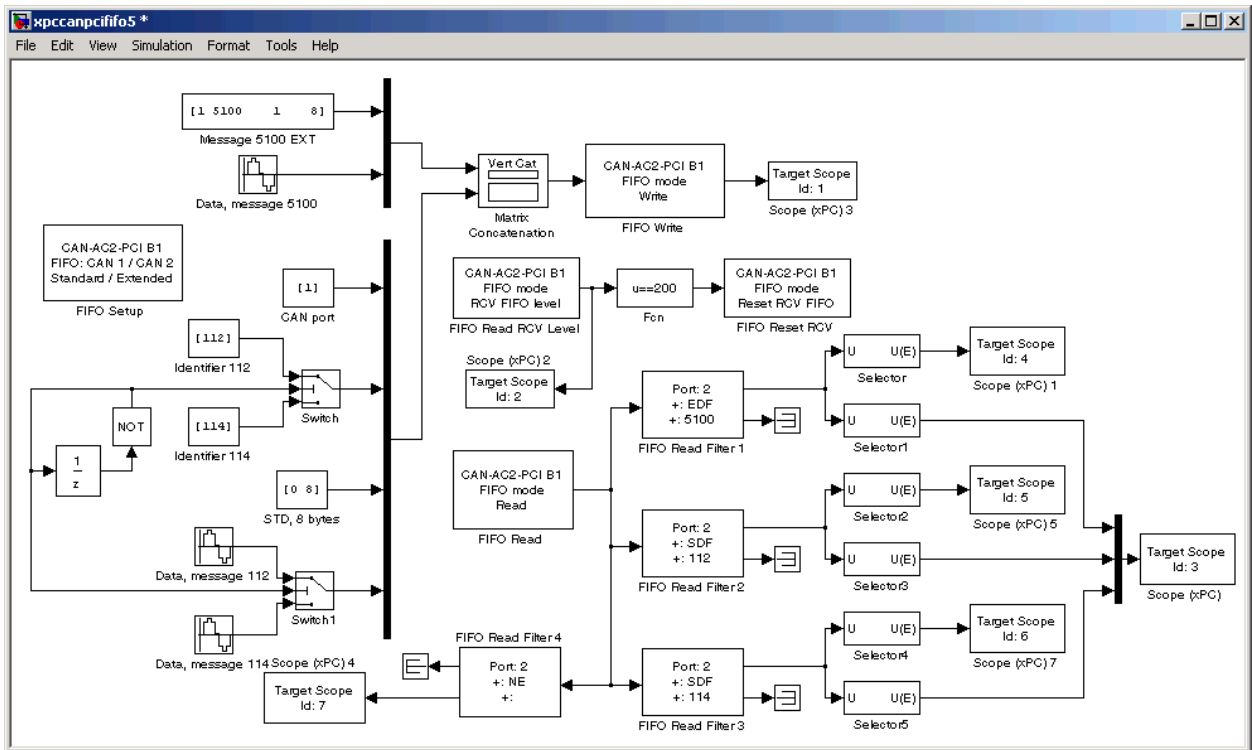 xpccanpcififo5 *
File Edit View Simulation Format Tools Help
[1 5100 1 8]
Message 5100 EXT
Data, message 5100
Vert Cat
Matrix
Concatenation
CAN-AC2-PCI B1
FIFO mode
Write
FIFO Write
Target Scope
Id: 1
Scope (xPC) 3
CAN-AC2-PCI B1
FIFO: CAN 1 / CAN 2
Standard / Extended
FIFO Setup
[1]
CAN port
CAN-AC2-PCI B1
FIFO mode
RCV FIFO level
FIFO Read RCV Level
u==200
Fcn
CAN-AC2-PCI B1
FIFO mode
Reset RCV FIFO
FIFO Reset RCV
[112]
Identifier 112
Switch
NOT
[114]
Identifier 114
1
z
Scope (xPC) 2
Target Scope
Id: 2
Port: 2
+: EDF
+: 5100
FIFO Read Filter 1
U U(E)
Selector
Target Scope
Id: 4
Scope (xPC) 1
U U(E)
Selector1
[0 8]
STD, 8 bytes
CAN-AC2-PCI B1
FIFO mode
Read
FIFO Read
Port: 2
+: SDF
+: 112
FIFO Read Filter 2
U U(E)
Selector2
Target Scope
Id: 5
Scope (xPC) 5
U U(E)
Selector3
Target Scope
Id: 3
Scope (xPC)
Data, message 112
Switch1
Data, message 114
Scope (xPC) 4
Target Scope
Id: 7
FIFO Read Filter 4
Port: 2
+: NE
+:
Port: 2
+: SDF
+: 114
FIFO Read Filter 3
U U(E)
Selector4
Target Scope
Id: 6
Scope (xPC) 7
U U(E)
Selector5